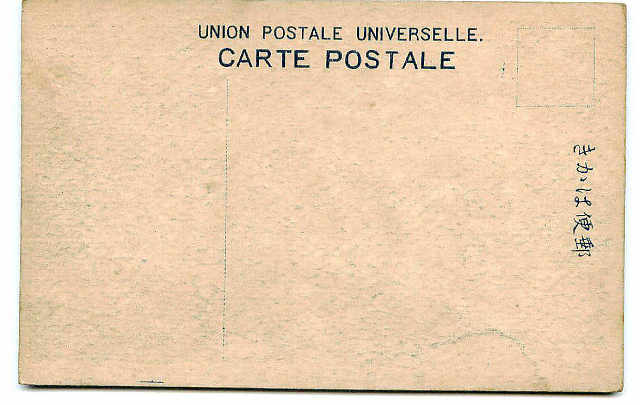 UNION POSTALE UNIVERSELLE.
CARTE POSTALE
きかは便郵